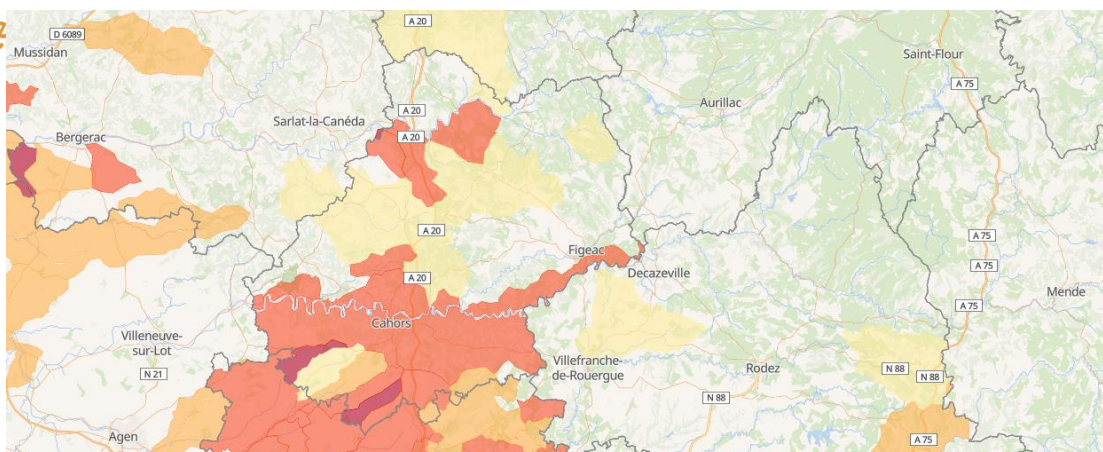 D 6089
Mussidan
A 20
Saint-Flour
A 75
Aurillac
A 20
Sarlat-la-Canéda
A 20
Bergerac
A 20
A 75
Figeac
A 75
Decazeville
A 20
Mende
A 75
Cahors
Villeneuve-
sur-Lot
Villefranche-
de-Rouergue
Rodez
N 88
N 88
N 21
N 88
Agen
A 75